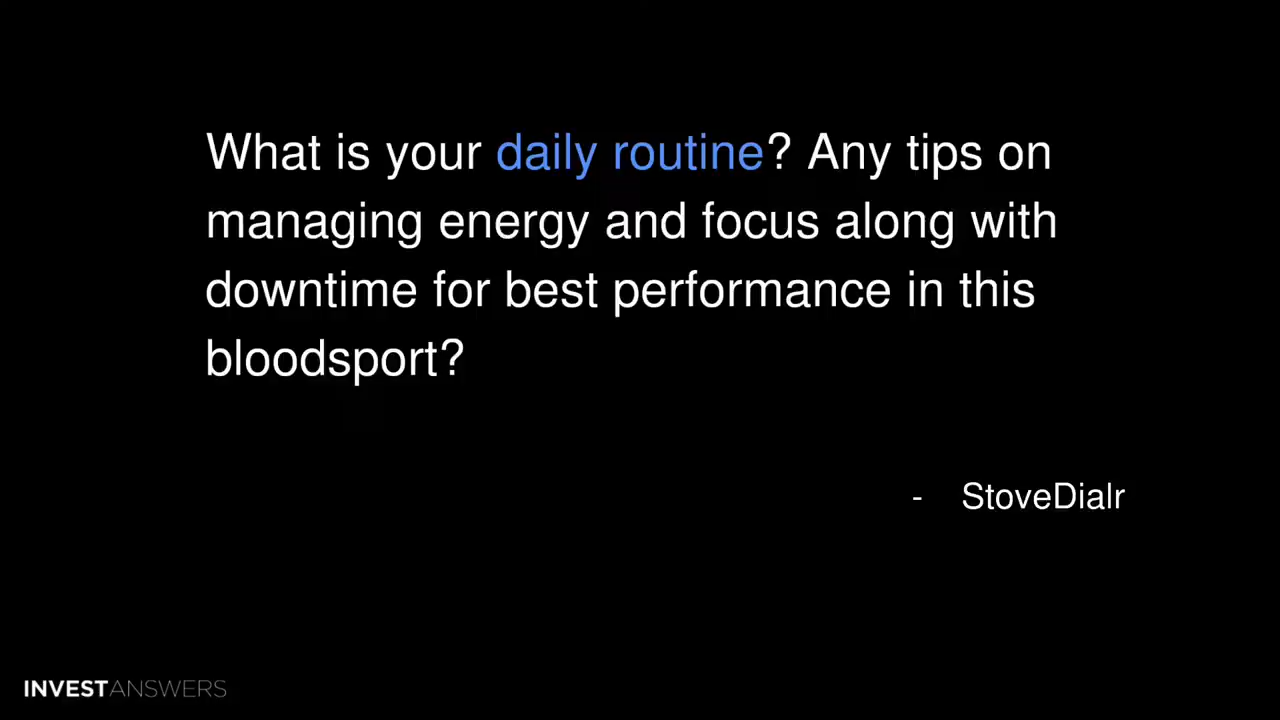 What is your daily routine? Any tips on
managing energy and focus along with
downtime for best performance in this
bloodsport?
- StoveDialr
INVESTANSWERS